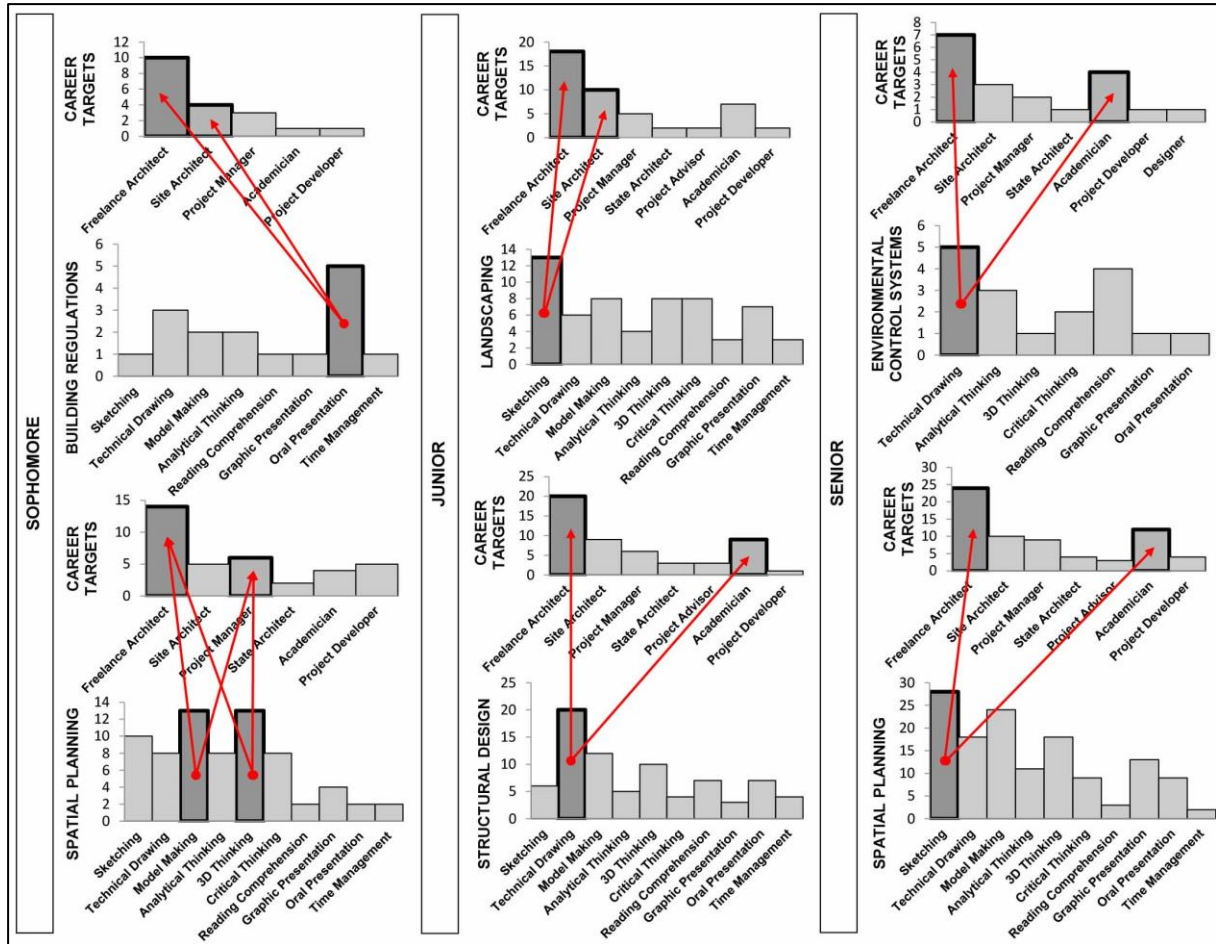 SOPHOMORE
CAREER
TARGETS
12
10
8
6
4
2
0
Freelance Architect
Site Architect
Project Manager
Academician
Project Developer
BUILDING REGULATIONS
6
5
4
3
2
1
0
Sketching
Technical Drawing
Model Making
Analytical Thinking
Reading Comprehension
Graphic Presentation
Oral Presentation
Time Management
CAREER
TARGETS
15
10
5
0
Freelance Architect
Site Architect
Project Manager
State Architect
Academician
Project Developer
SPATIAL PLANNING
14
12
10
8
6
4
2
0
Sketching
Technical Drawing
Model Making
Analytical Thinking
3D Thinking
Critical Thinking
Reading Comprehension
Graphic Presentation
Oral Presentation
Time Management
JUNIOR
CAREER
TARGETS
20
15
10
5
0
Freelance Architect
Site Architect
Project Manager
State Architect
Project Advisor
Academician
Project Developer
LANDSCAPING
14
12
10
8
6
4
2
0
Sketching
Technical Drawing
Model Making
Analytical Thinking
3D Thinking
Critical Thinking
Reading Comprehension
Graphic Presentation
Time Management
CAREER
TARGETS
25
20
15
10
5
0
Freelance Architect
Site Architect
Project Manager
State Architect
Project Advisor
Academician
Project Developer
STRUCTURAL DESIGN
25
20
15
10
5
0
Sketching
Technical Drawing
Model Making
Analytical Thinking
3D Thinking
Critical Thinking
Reading Comprehension
Graphic Presentation
Oral Presentation
Time Management
SENIOR
CAREER
TARGETS
8
7
6
5
4
3
2
1
0
Freelance Architect
Site Architect
Project Manager
State Architect
Academician
Project Developer
Designer
ENVIRONMENTAL
CONTROL SYSTEMS
6
5
4
3
2
1
0
Technical Drawing
Analytical Thinking
3D Thinking
Critical Thinking
Reading Comprehension
Graphic Presentation
Oral Presentation
CAREER
TARGETS
30
25
20
15
10
5
0
Freelance Architect
Site Architect
Project Manager
State Architect
Project Advisor
Academician
Project Developer
SPATIAL PLANNING
30
25
20
15
10
5
0
Sketching
Technical Drawing
Model Making
Analytical Thinking
3D Thinking
Critical Thinking
Reading Comprehension
Graphic Presentation
Oral Presentation
Time Management